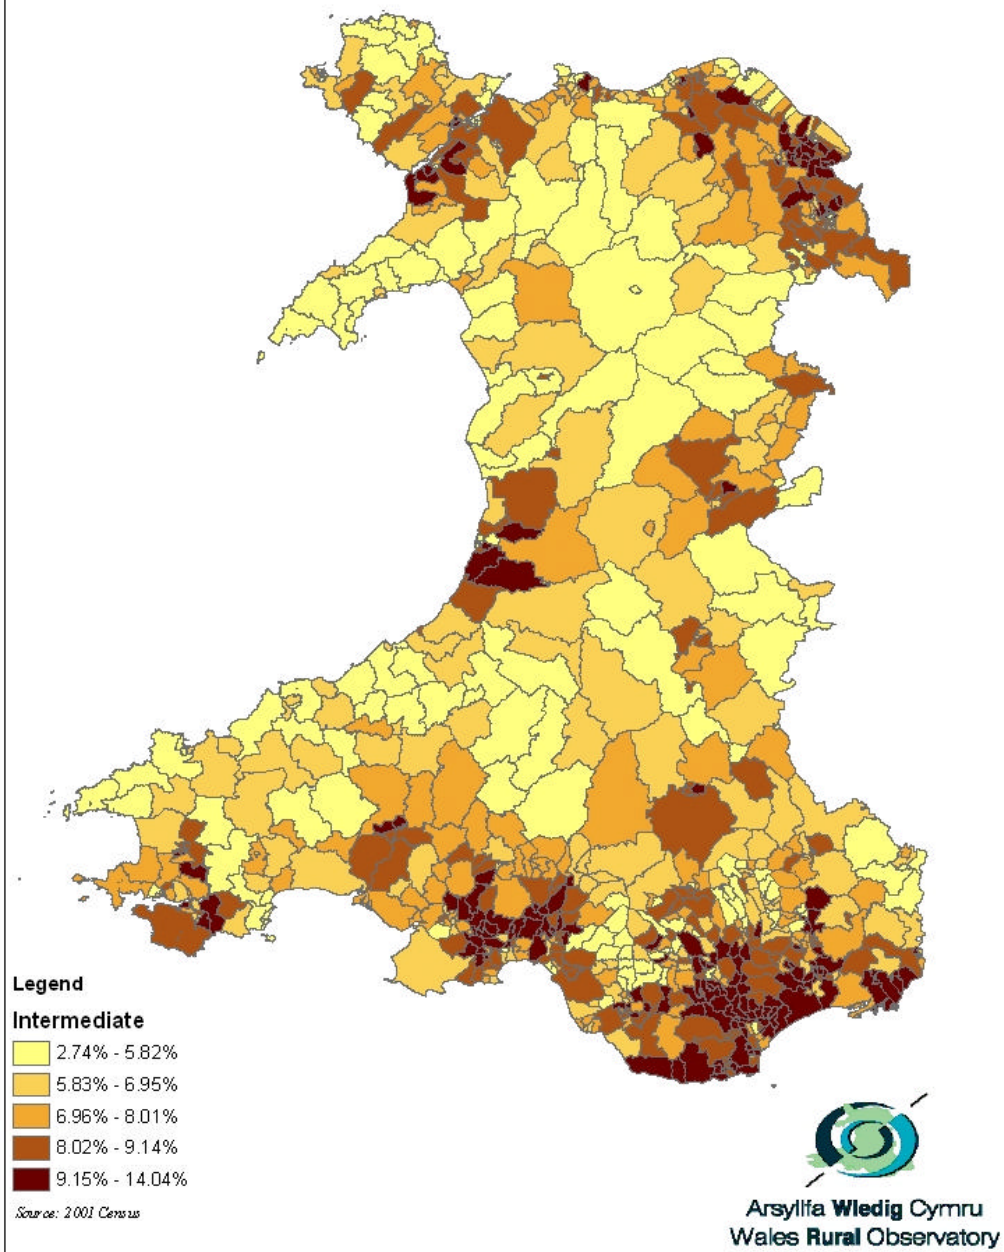 Legend
Intermediate
2.74% - 5.82%
5.83% - 6.95%
6.96% - 8.01%
8.02% - 9.14%
9.15% - 14.04%
Source: 2001 Census
Arsyllfa Wledig Cymru
Wales Rural Observatory